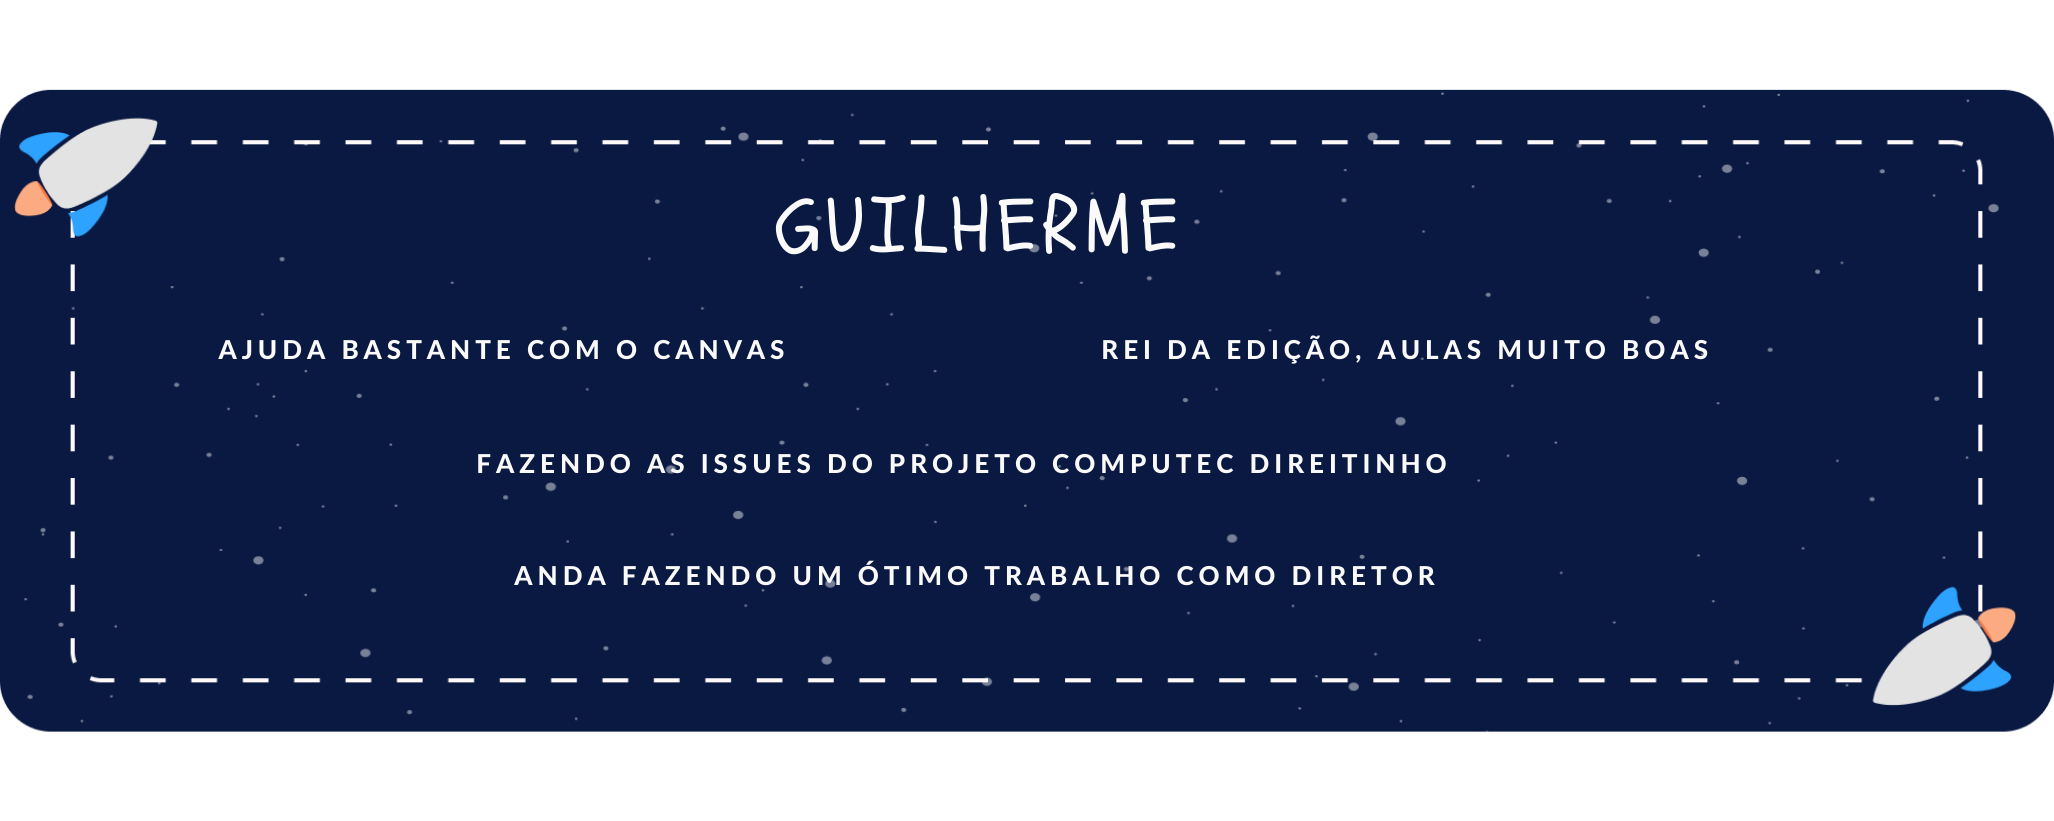 GUILHERME
AJUDA BASTANTE COM O CANVAS
REI DA EDIÇÃO, AULAS MUITO BOAS
FAZENDO AS ISSUES DO PROJETO COMPUTEC DIREITINHO
ANDA FAZENDO UM ÓTIMO TRABALHO COMO DIRETOR